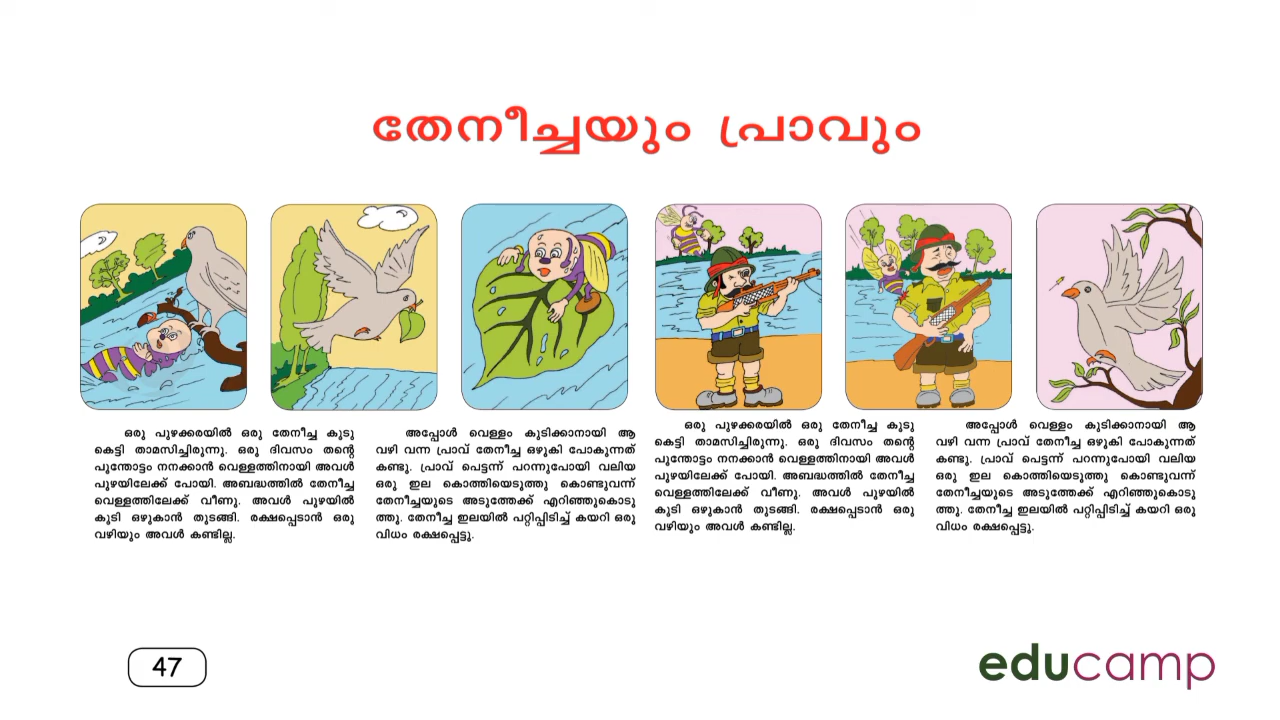 തേനീച്ചയും പ്രാവും
ഒരു പുഴക്കരയിൽ ഒരു തേനീച്ച കൂടു
കെട്ടി താമസിച്ചിരുന്നു. ഒരു ദിവസം തന്റെ
പൂന്തോട്ടം നനക്കാൻ വെള്ളത്തിനായി അവൾ
പുഴയിലേക്ക് പോയി. അബദ്ധത്തിൽ തേനീച്ച
വെള്ളത്തിലേക്ക് വീണു. അവൾ പുഴയിൽ
കൂടി ഒഴുകാൻ തുടങ്ങി. രക്ഷപ്പെടാൻ ഒരു
വഴിയും അവൾ കണ്ടില്ല.
അപ്പോൾ വെള്ളം കുടിക്കാനായി ആ
വഴി വന്ന പ്രാവ് തേനീച്ച ഒഴുകി പോകുന്നത്
കണ്ടു. പ്രാവ് പെട്ടന്ന് പറന്നുപോയി വലിയ
ഒരു ഇല കൊത്തിയെടുത്തു കൊണ്ടുവന്ന്
തേനീച്ചയുടെ അടുത്തേക്ക് എറിഞ്ഞുകൊടു
ത്തു. തേനീച്ച ഇലയിൽ പറ്റിപ്പിടിച്ച് കയറി ഒരു
വിധം രക്ഷപ്പെട്ടു.
ഒരു പുഴക്കരയിൽ ഒരു തേനീച്ച കൂടു
കെട്ടി താമസിച്ചിരുന്നു. ഒരു ദിവസം തന്റെ
പൂന്തോട്ടം നനക്കാൻ വെള്ളത്തിനായി അവൾ
പുഴയിലേക്ക് പോയി. അബദ്ധത്തിൽ തേനീച്ച
വെള്ളത്തിലേക്ക് വീണു. അവൾ പുഴയിൽ
കൂടി ഒഴുകാൻ തുടങ്ങി. രക്ഷപ്പെടാൻ ഒരു
വഴിയും അവൾ കണ്ടില്ല.
അപ്പോൾ വെള്ളം കുടിക്കാനായി ആ
വഴി വന്ന പ്രാവ് തേനീച്ച ഒഴുകി പോകുന്നത്
കണ്ടു. പ്രാവ് പെട്ടന്ന് പറന്നുപോയി വലിയ
ഒരു ഇല കൊത്തിയെടുത്തു കൊണ്ടുവന്ന്
തേനീച്ചയുടെ അടുത്തേക്ക് എറിഞ്ഞുകൊടു
ത്തു. തേനീച്ച ഇലയിൽ പറ്റിപ്പിടിച്ച് കയറി ഒരു
വിധം രക്ഷപ്പെട്ടു.
47
educamp